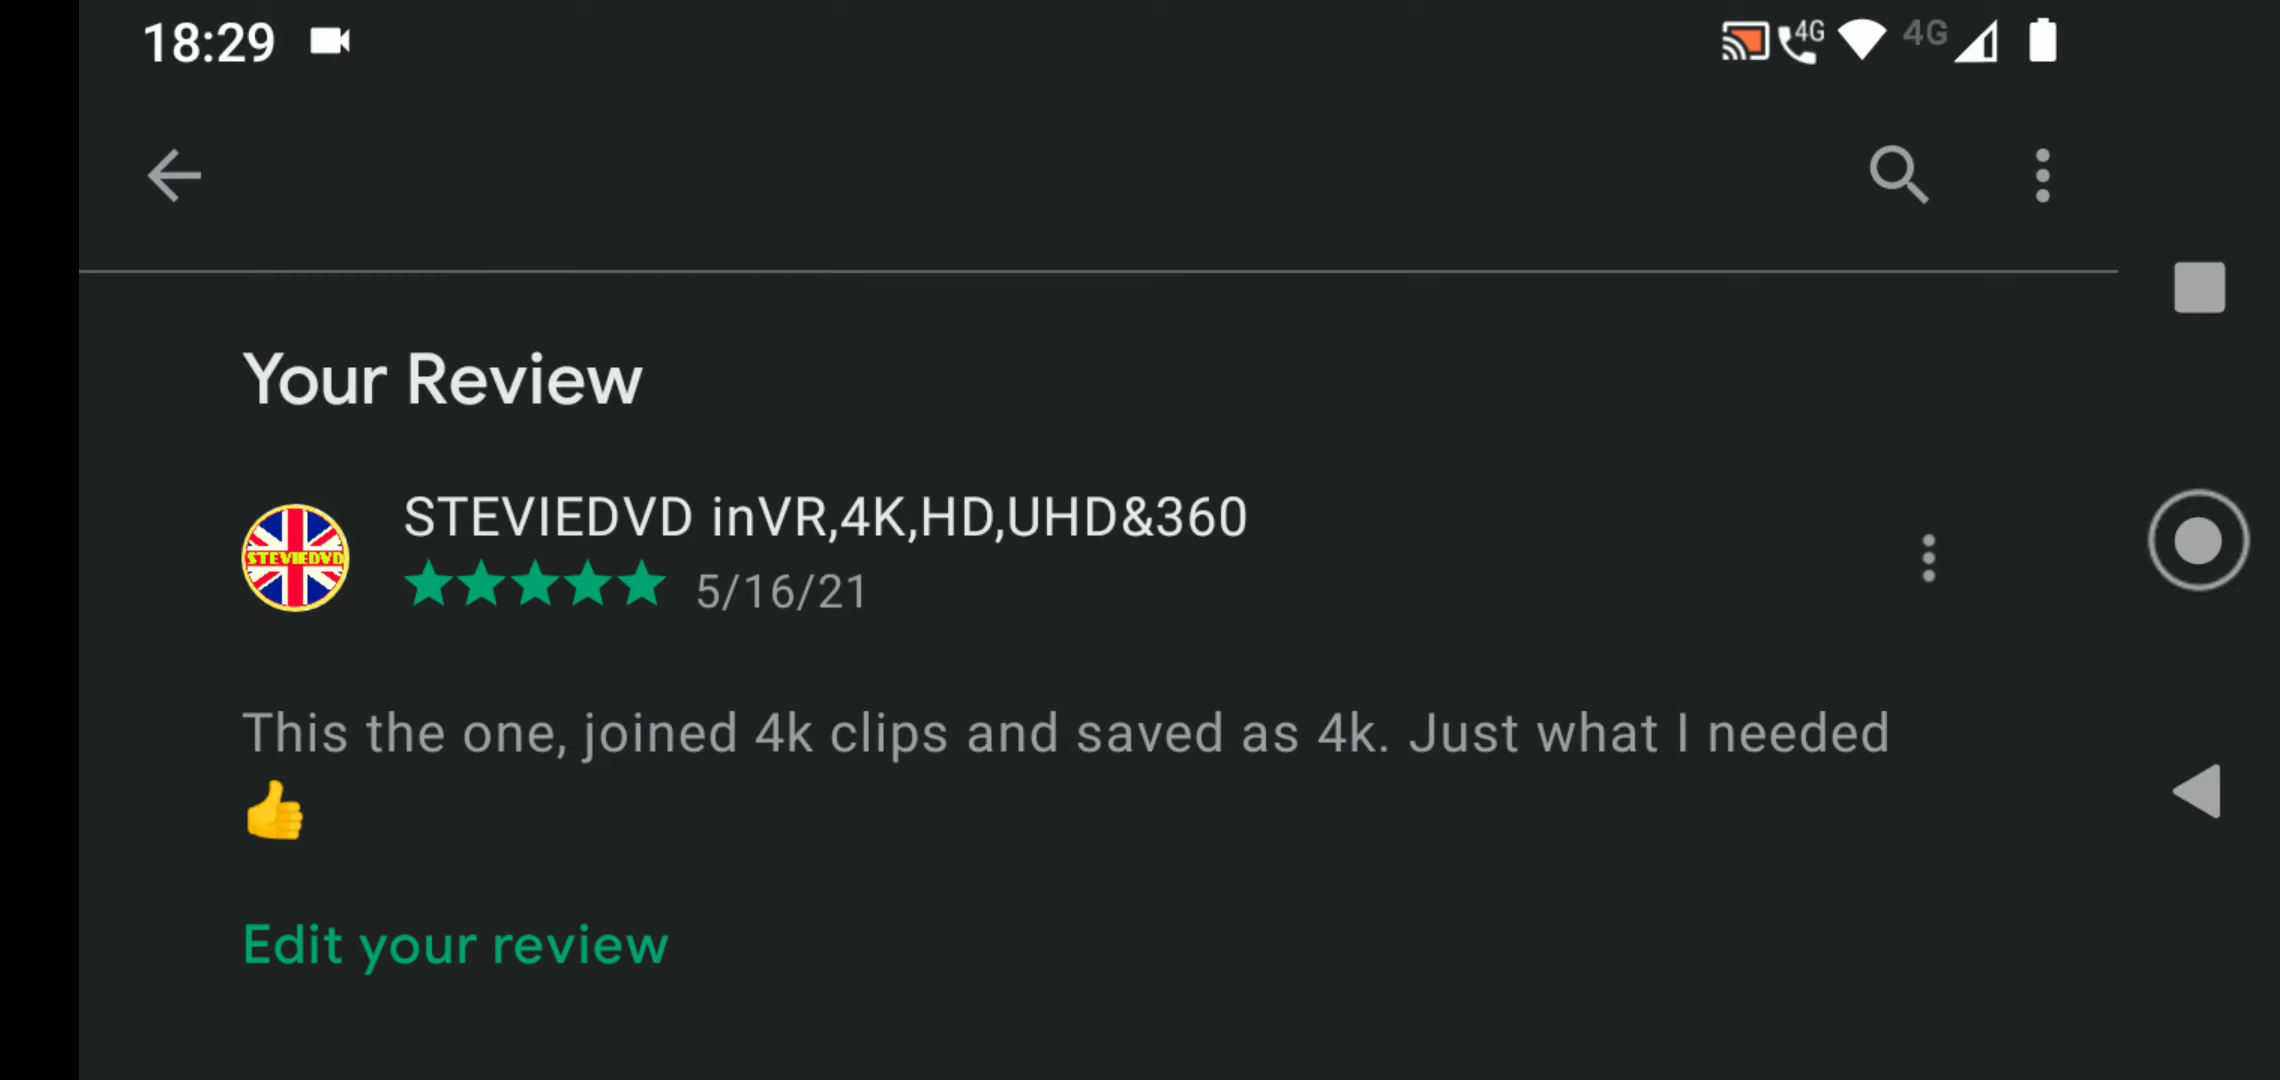 18:29
4G
4G
Your Review
STEVIEDVD
STEVIEDVD inVR,4K,HD,UHD&360
5/16/21
This the one, joined 4k clips and saved as 4k. Just what I needed
👍
Edit your review